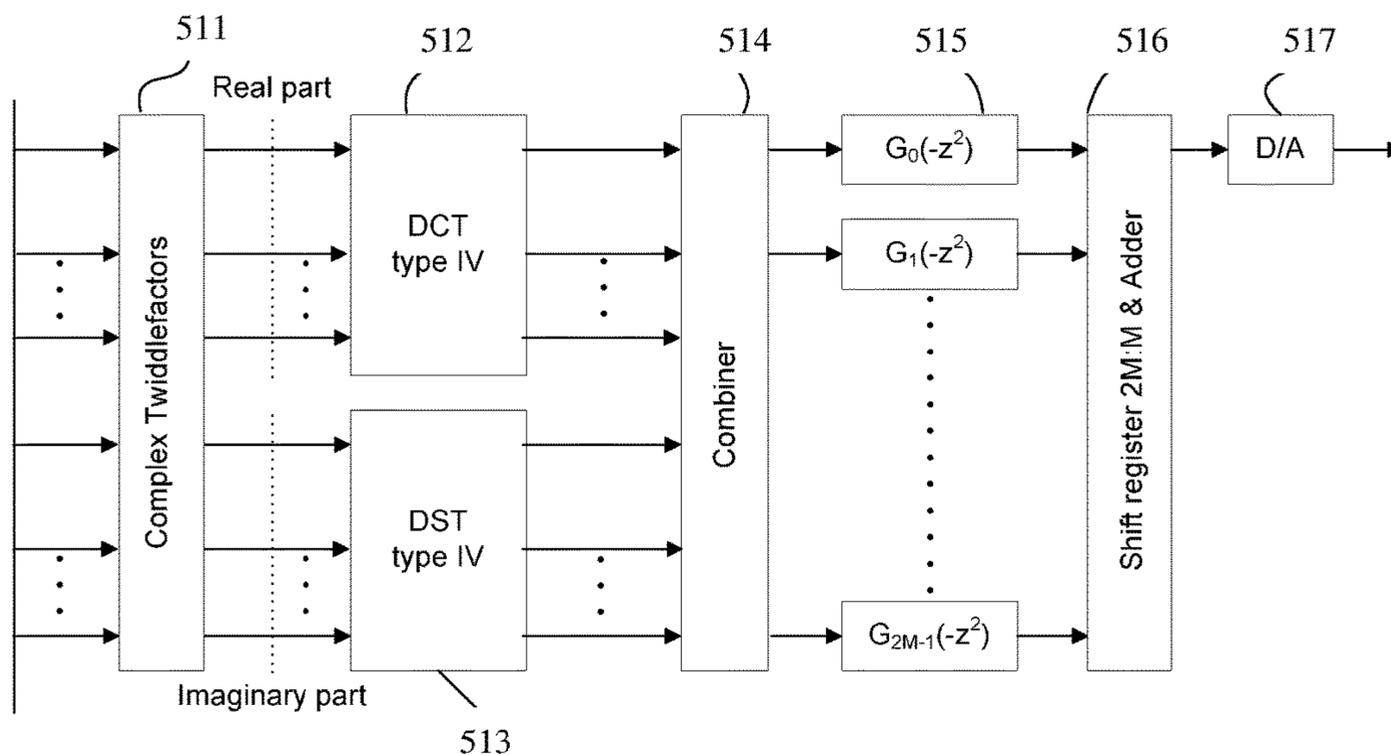 511
512
514
515
516
517
Real part
Complex Twiddlefactors
DCT
type IV
DST
type IV
Combiner
G₀(-z²)
G₁(-z²)
G₂M-₁(-z²)
Shift register 2M:M & Adder
D/A
Imaginary part
513